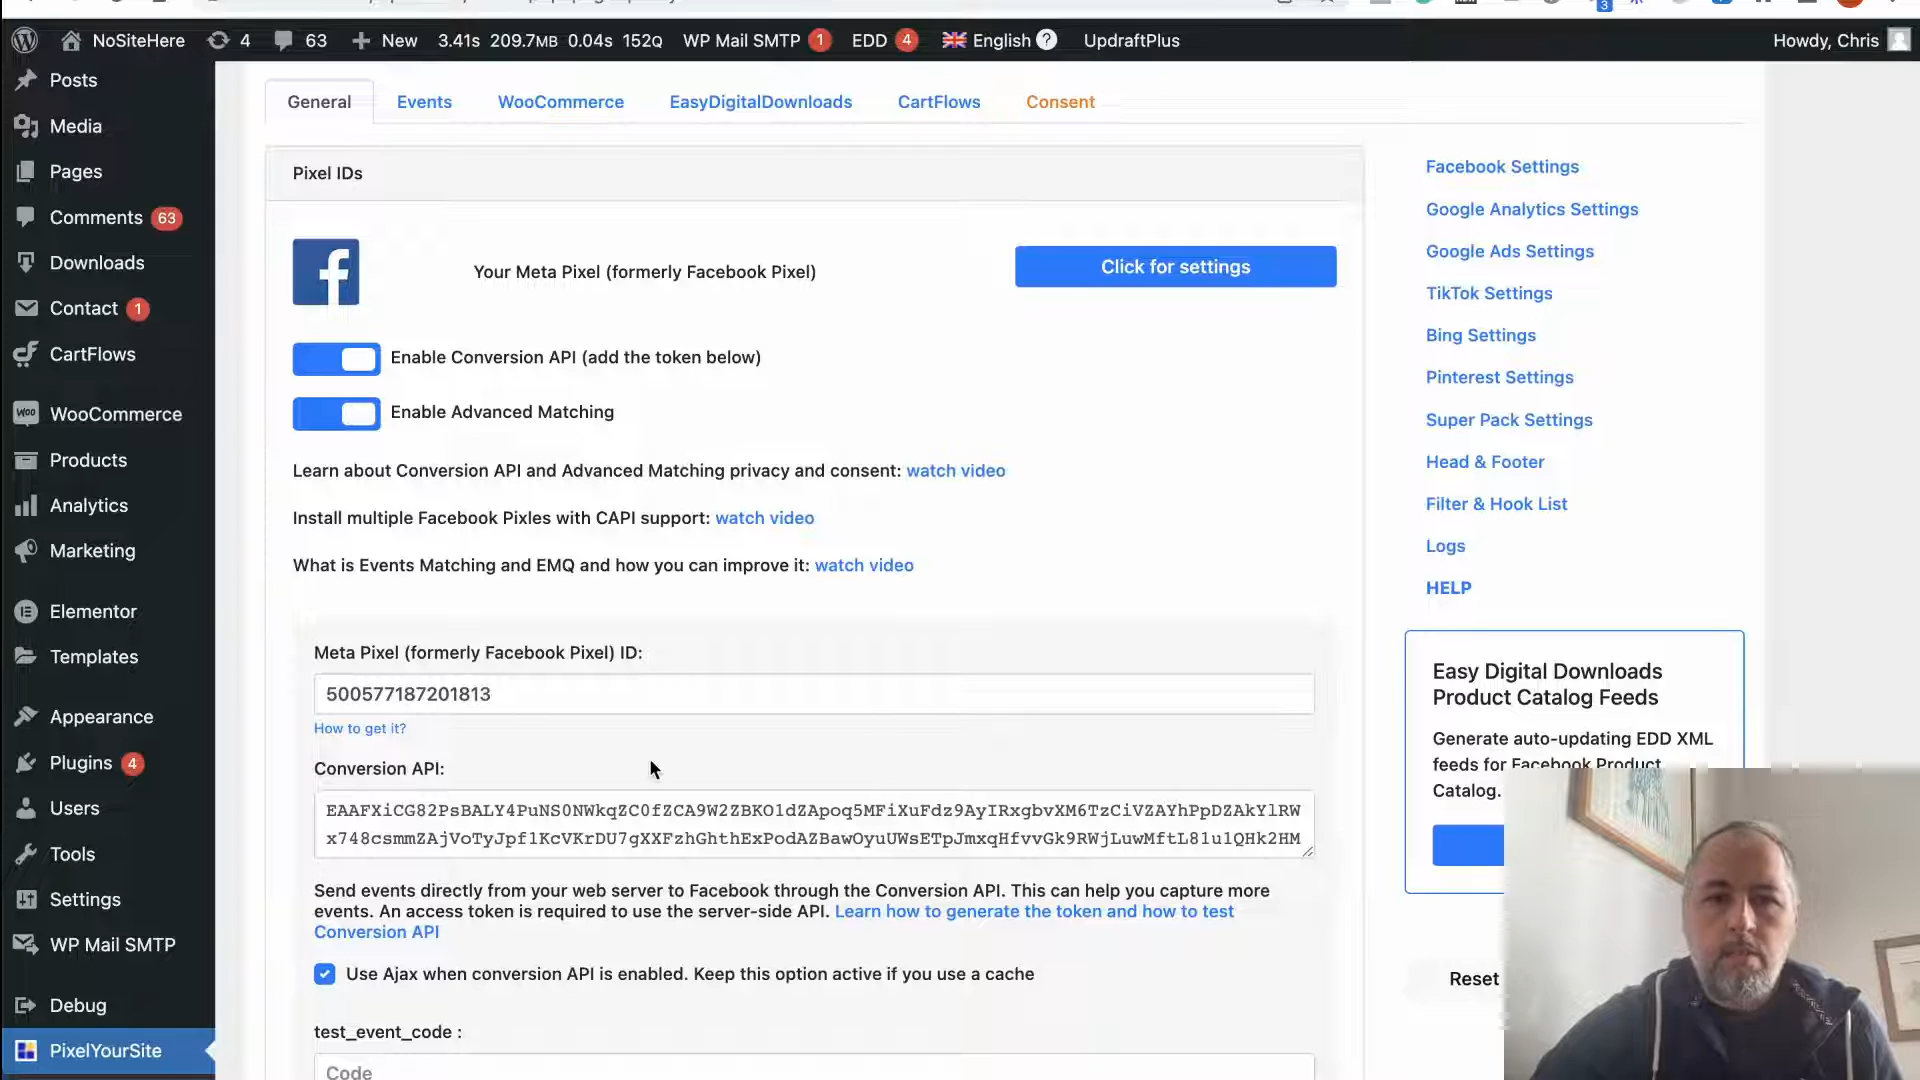 NoSiteHere 4 63 New 3.41s 209.7MB 0.04s 152Q WP Mail SMTP 1 EDD 4 English ? UpdraftPlus Howdy, Chris
3
Posts
Media
Pages
Comments 63
Downloads
Contact 1
CartFlows
WooCommerce
Products
Analytics
Marketing
Elementor
Templates
Appearance
Plugins 4
Users
Tools
Settings
WP Mail SMTP
Debug
PixelYourSite
General Events WooCommerce EasyDigitalDownloads CartFlows Consent
Pixel IDs
Your Meta Pixel (formerly Facebook Pixel)
Click for settings
Enable Conversion API (add the token below)
Enable Advanced Matching
Learn about Conversion API and Advanced Matching privacy and consent: watch video
Install multiple Facebook Pixles with CAPI support: watch video
What is Events Matching and EMQ and how you can improve it: watch video
Meta Pixel (formerly Facebook Pixel) ID:
500577187201813
How to get it?
Conversion API:
EAAFXiCG82PsBALY4PuNS0NWkqZC0fZCA9W2ZBKO1dZApoq5MFiXuFdz9AyIRxgbvXM6TzCiVZAYhPpDZAkYlRW
x748csmmZAjVoTyJpf1KcVKrDU7gXXFzhGhthExPodAZBawOyuUWsETpJmxqHfvvGk9RWjLuwMftL81u1QHk2HM
Send events directly from your web server to Facebook through the Conversion API. This can help you capture more
events. An access token is required to use the server-side API. Learn how to generate the token and how to test
Conversion API
Use Ajax when conversion API is enabled. Keep this option active if you use a cache
test_event_code :
Code
Facebook Settings
Google Analytics Settings
Google Ads Settings
TikTok Settings
Bing Settings
Pinterest Settings
Super Pack Settings
Head & Footer
Filter & Hook List
Logs
HELP
Easy Digital Downloads
Product Catalog Feeds
Generate auto-updating EDD XML
feeds for Facebook Product
Catalog.
Reset